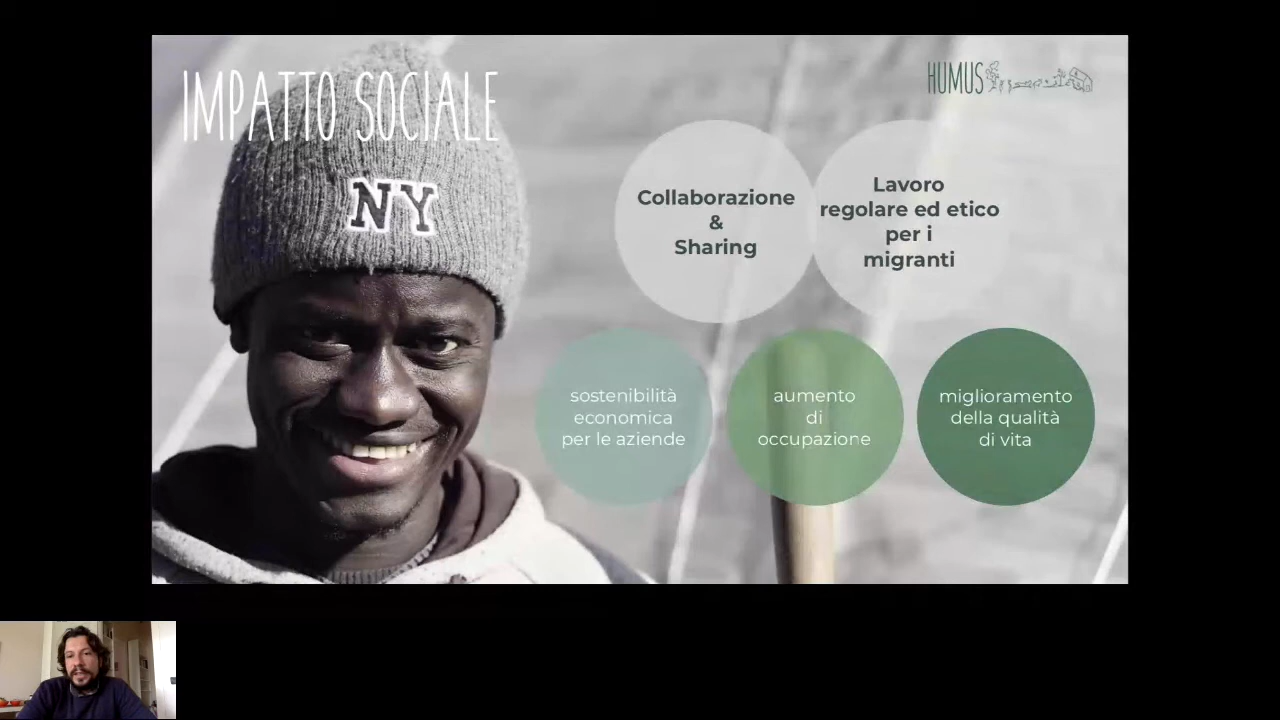 IMPATTO SOCIALE
HUMUS
NY
Collaborazione
&
Sharing
Lavoro
regolare ed etico
per i
migranti
sostenibilità
economica
per le aziende
aumento
di
occupazione
miglioramento
della qualità
di vita